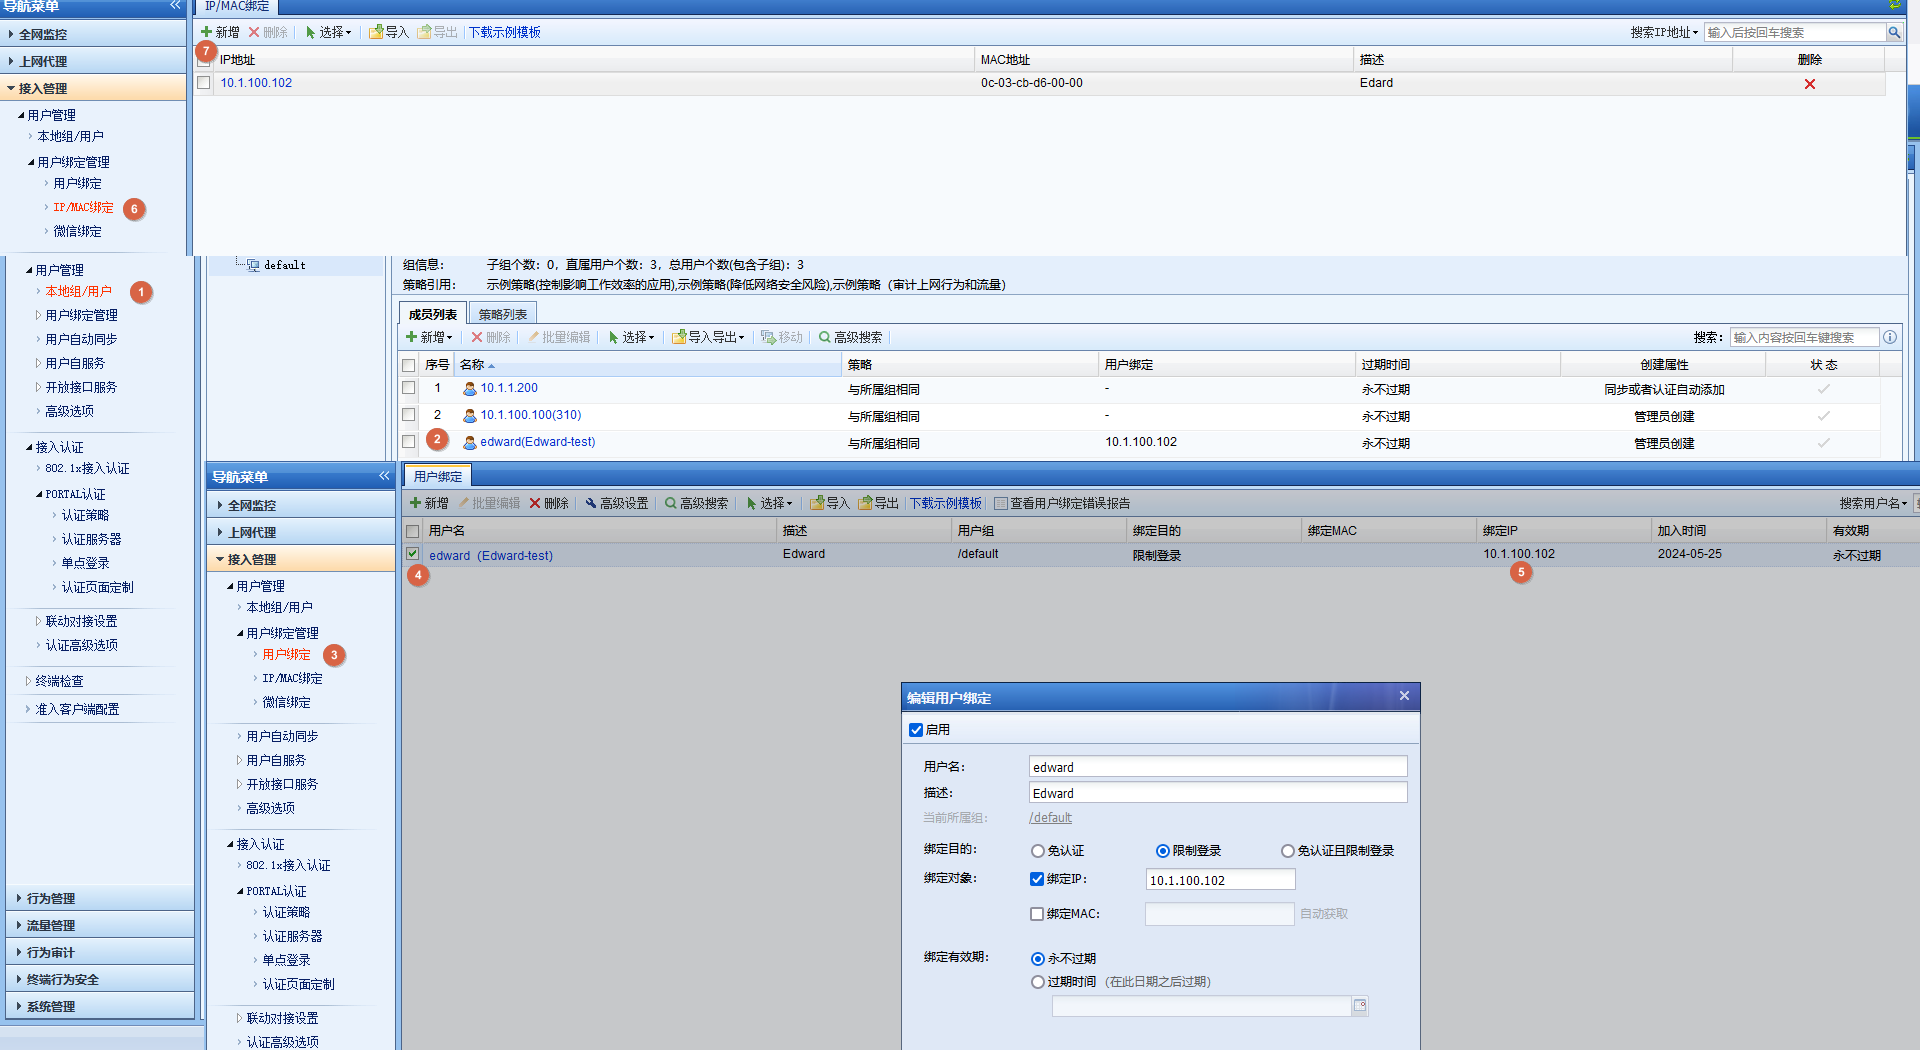 导航菜单
IP/MAC绑定
全网监控
上网代理
接入管理
用户管理
本地组/用户
用户绑定管理
用户绑定
IP/MAC绑定 6
微信绑定
新增 删除 选择 导入 导出 下载示例模板 搜索IP地址 输入后按回车搜索
7 IP地址 MAC地址 描述 删除
10.1.100.102 0c-03-cb-d6-00-00 Edard
用户管理
本地组/用户 1
用户绑定管理
用户自动同步
用户自服务
开放接口服务
高级选项
接入认证
802.1x接入认证
PORTAL认证
认证策略
认证服务器
单点登录
认证页面定制
联动对接设置
认证高级选项
终端检查
准入客户端配置
行为管理
流量管理
行为审计
终端行为安全
系统管理
default
组信息: 子组个数: 0, 直属用户个数: 3, 总用户个数(包含子组): 3
策略引用: 示例策略(控制影响工作效率的应用),示例策略(降低网络安全风险),示例策略（审计上网行为和流量）
成员列表 策略列表
新增 删除 批量编辑 选择 导入导出 移动 高级搜索 搜索: 输入内容按回车键搜索
序号 名称 策略 用户绑定 过期时间 创建属性 状 态
1 10.1.1.200 与所属组相同 - 永不过期 同步或者认证自动添加
2 10.1.100.100(310) 与所属组相同 - 永不过期 管理员创建
2 edward(Edward-test) 与所属组相同 10.1.100.102 永不过期 管理员创建
导航菜单
全网监控
上网代理
接入管理
用户管理
本地组/用户
用户绑定管理
用户绑定 3
IP/MAC绑定
微信绑定
用户自动同步
用户自服务
开放接口服务
高级选项
接入认证
802.1x接入认证
PORTAL认证
认证策略
认证服务器
单点登录
认证页面定制
联动对接设置
认证高级选项
用户绑定
新增 批量编辑 删除 高级设置 高级搜索 选择 导入 导出 下载示例模板 查看用户绑定错误报告 搜索用户名
用户名 描述 用户组 绑定目的 绑定MAC 绑定IP 加入时间 有效期
edward (Edward-test) Edward /default 限制登录 10.1.100.102 2024-05-25 永不过期
4 5
编辑用户绑定
启用
用户名: edward
描述: Edward
当前所属组: /default
绑定目的: 免认证 限制登录 免认证且限制登录
绑定对象: 绑定IP: 10.1.100.102
绑定MAC: 自动获取
绑定有效期: 永不过期
过期时间 (在此日期之后过期)